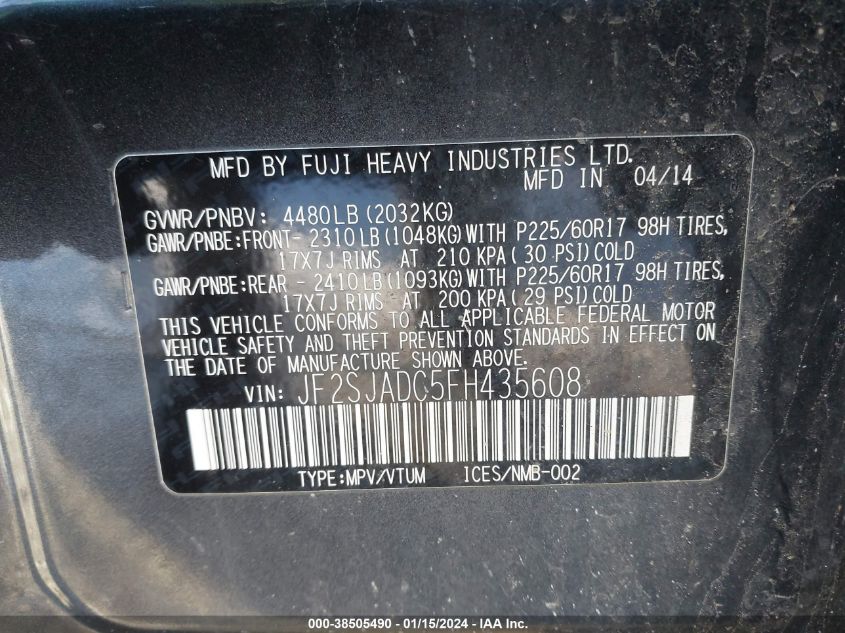 MFD BY FUJI HEAVY INDUSTRIES LTD.
MFD IN 04/14
GVWR/PNBV: 4480LB(2032KG)
GAWR/PNBE:FRONT- 2310LB(1048KG)WITH P225/60R17 98H TIRES,
17X7J RIMS AT 210 KPA( 30 PSI)COLD
GAWR/PNBE:REAR - 2410LB(1093KG)WITH P225/60R17 98H TIRES,
17X7J RIMS AT 200 KPA( 29 PSI)COLD
THIS VEHICLE CONFORMS TO ALL APPLICABLE FEDERAL MOTOR
VEHICLE SAFETY AND THEFT PREVENTION STANDARDS IN EFFECT ON
THE DATE OF MANUFACTURE SHOWN ABOVE.
VIN: JF2SJADC5FH435608
TYPE:MPV/VTUM ICES/NMB-002
000-38505490 - 01/15/2024 - IAA Inc.